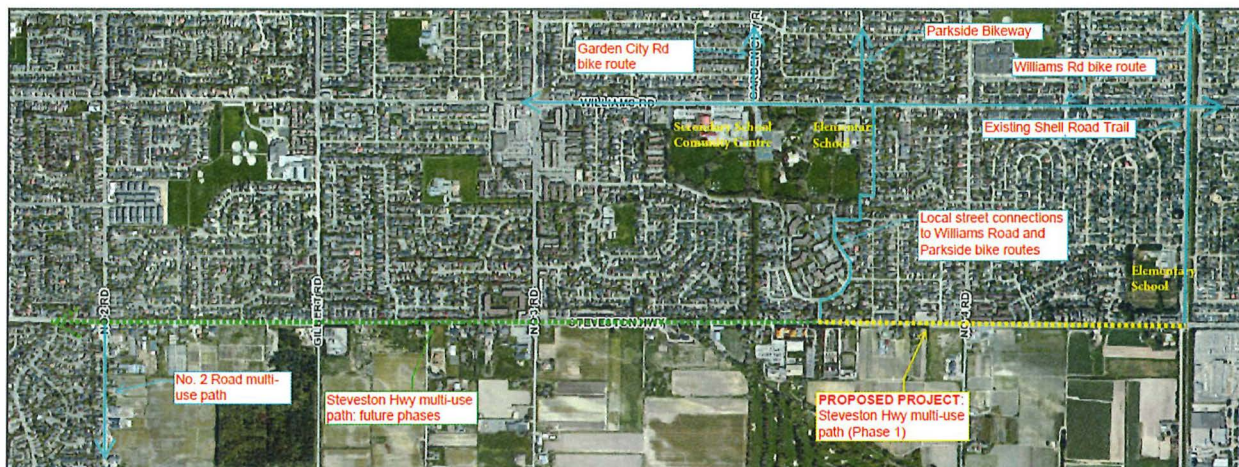 Garden City Rd
bike route
Parkside Bikeway
Williams Rd bike route
WILLIAMS RD
Existing Shell Road Trail
Secondary School
Community Centre
Elementary
School
Local street connections
to Williams Road and
Parkside bike routes
Elementary
School
NO 2 RD
GILBERT RD
NO 3 RD
STEVESTON HWY
NO 4 RD
No. 2 Road multi-
use path
Steveston Hwy multi-use
path: future phases
PROPOSED PROJECT:
Steveston Hwy multi-use
path (Phase 1)